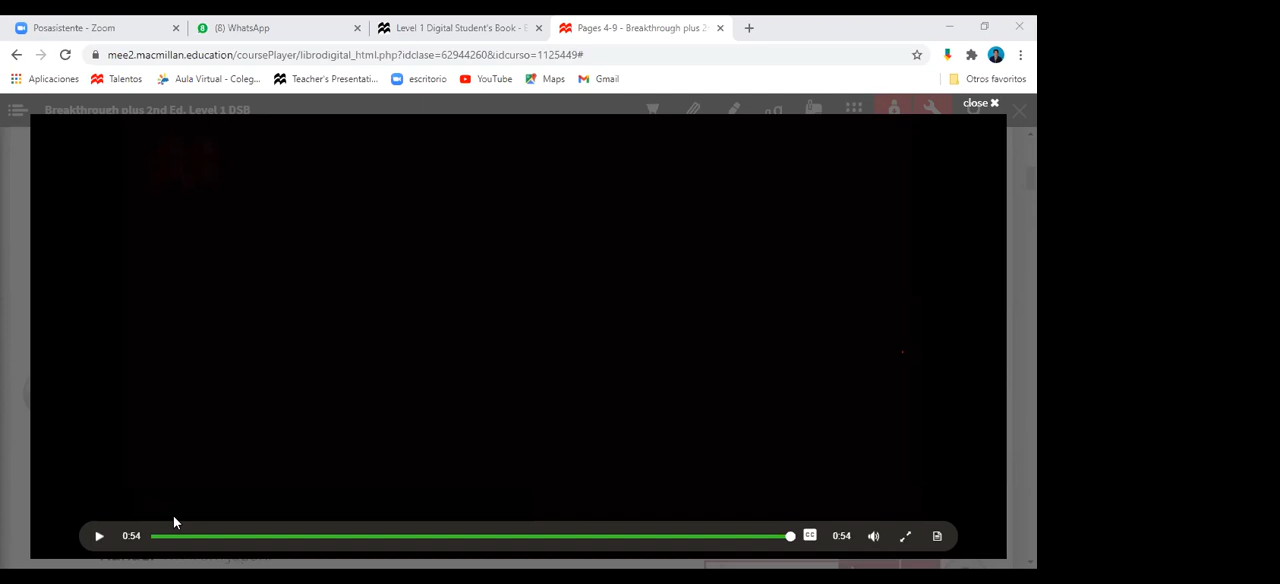 Posasistente - Zoom
(8) WhatsApp
Level 1 Digital Student's Book - E
Pages 4-9 - Breakthrough plus 2
mee2.macmillan.education/coursePlayer/librodigital_html.php?idclase=62944260&idcurso=1125449#
Aplicaciones
Talentos
Aula Virtual - Coleg...
Teacher's Presentati...
escritorio
YouTube
Maps
Gmail
Otros favoritos
Breakthrough plus 2nd Ed. Level 1 DSB
close
0:54
CC
0:54